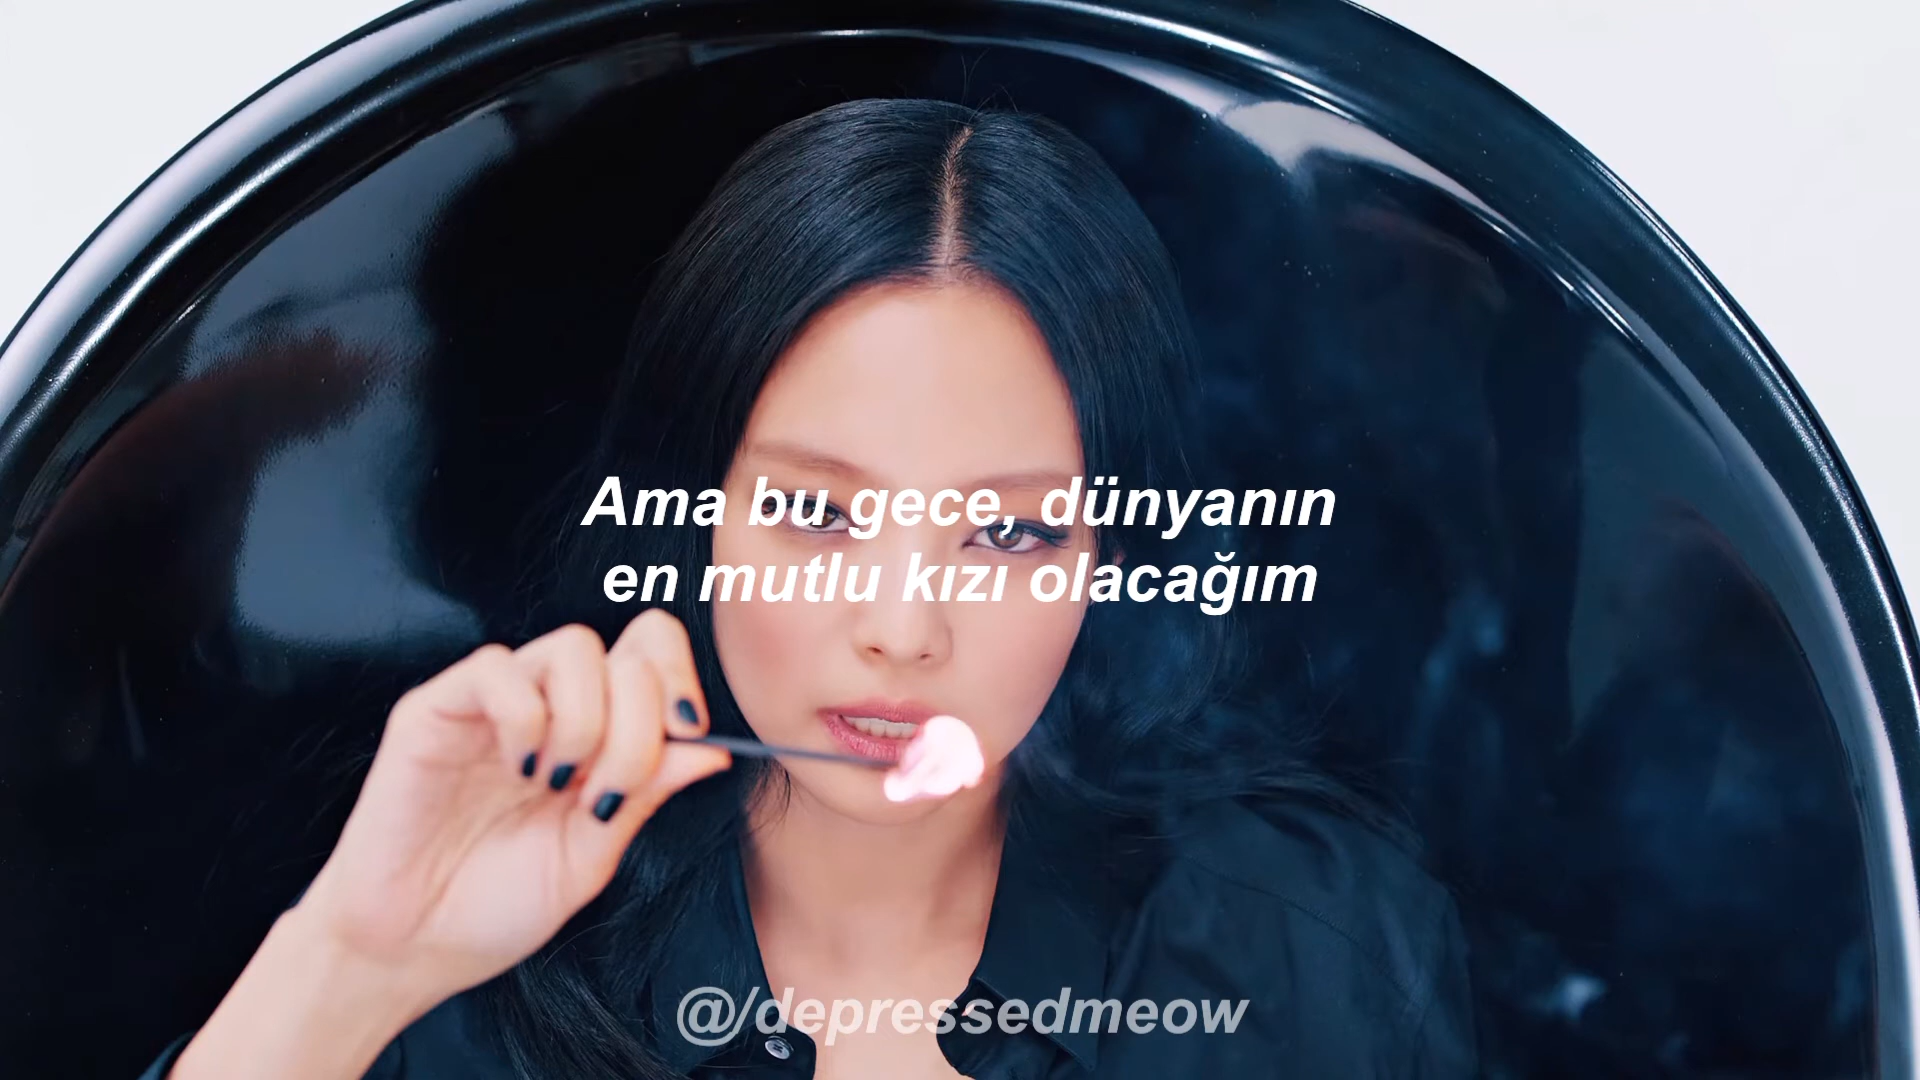 Ama bu gece, dünyanın
en mutlu kızı olacağım
@/depressedmeow